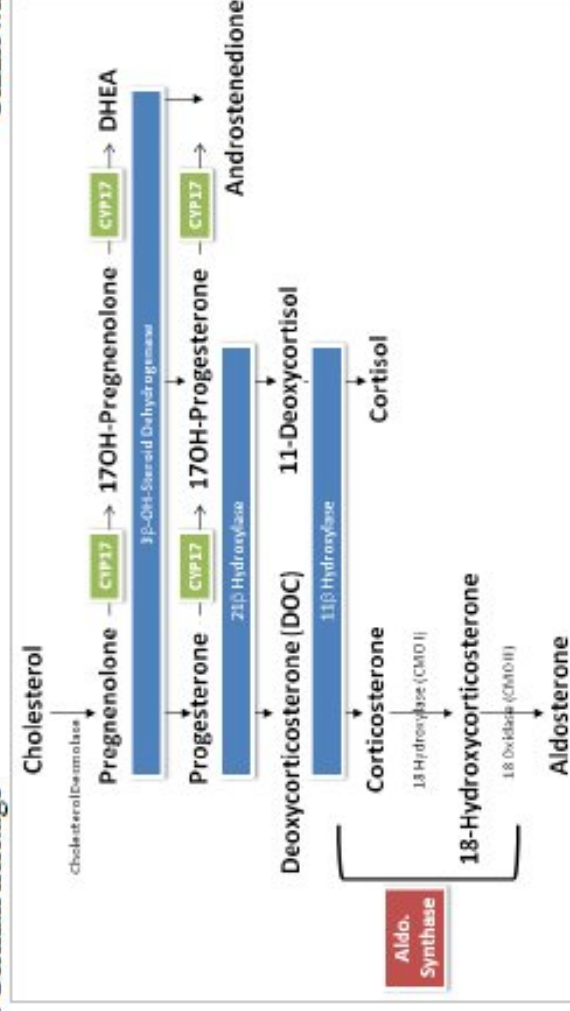 Cholesterol
CholesterolDesmolase
Pregnenolone
CYP17
17OH-Pregnenolone
CYP17
DHEA
3β-OH-Steroid Dehydrogenase
Progesterone
CYP17
17OH-Progesterone
CYP17
Androstenedione
21β Hydroxylase
Deoxycorticosterone (DOC)
11-Deoxycortisol
11β Hydroxylase
Corticosterone
Cortisol
18 Hydroxylase (CMO I)
18-Hydroxycorticosterone
18 Oxidase (CMO II)
Aldosterone
Aldo.
Synthase